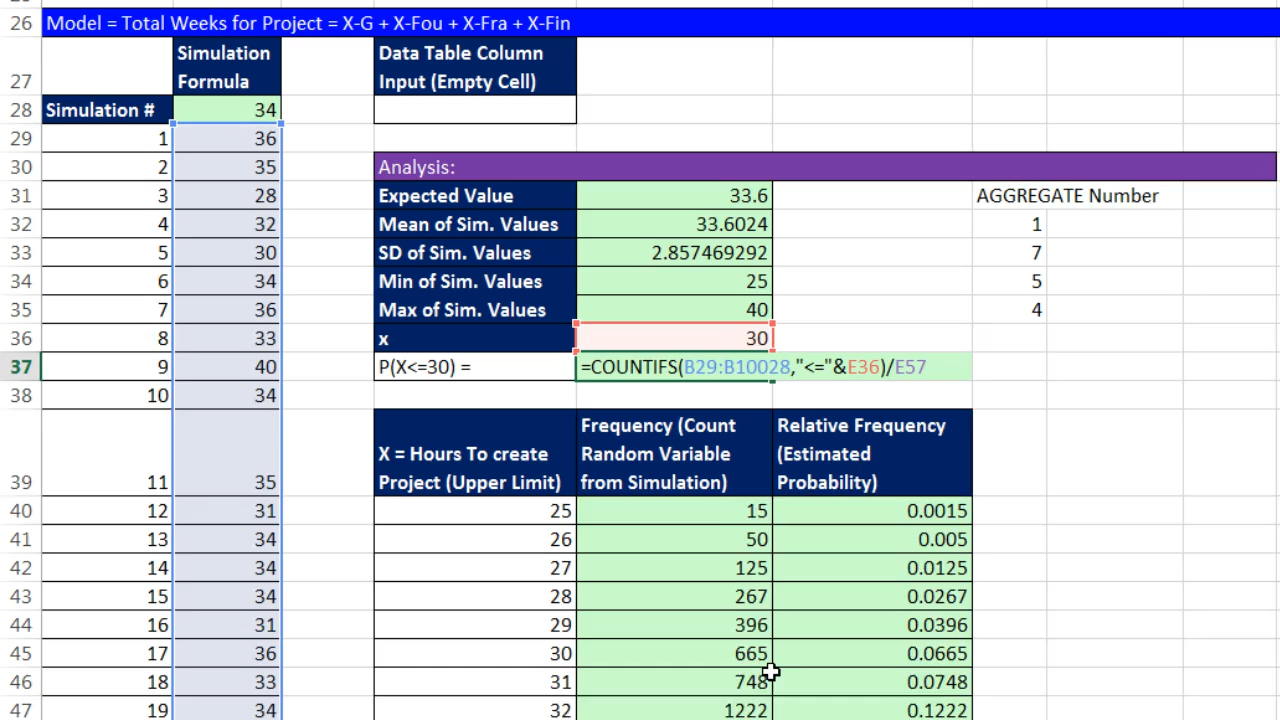 26 Model = Total Weeks for Project = X-G + X-Fou + X-Fra + X-Fin
Simulation Data Table Column
27 Formula Input (Empty Cell)
28 Simulation # 34
29 1 36
30 2 35 Analysis:
31 3 28 Expected Value 33.6 AGGREGATE Number
32 4 32 Mean of Sim. Values 33.6024 1
33 5 30 SD of Sim. Values 2.857469292 7
34 6 34 Min of Sim. Values 25 5
35 7 36 Max of Sim. Values 40 4
36 8 33 x 30
37 9 40 P(X<=30) = =COUNTIFS(B29:B10028,"<="&E36)/E57
38 10 34
Frequency (Count Relative Frequency
X = Hours To create Random Variable (Estimated
39 11 35 Project (Upper Limit) from Simulation) Probability)
40 12 31 25 15 0.0015
41 13 34 26 50 0.005
42 14 34 27 125 0.0125
43 15 34 28 267 0.0267
44 16 31 29 396 0.0396
45 17 36 30 665 0.0665
46 18 33 31 748 0.0748
47 19 34 32 1222 0.1222